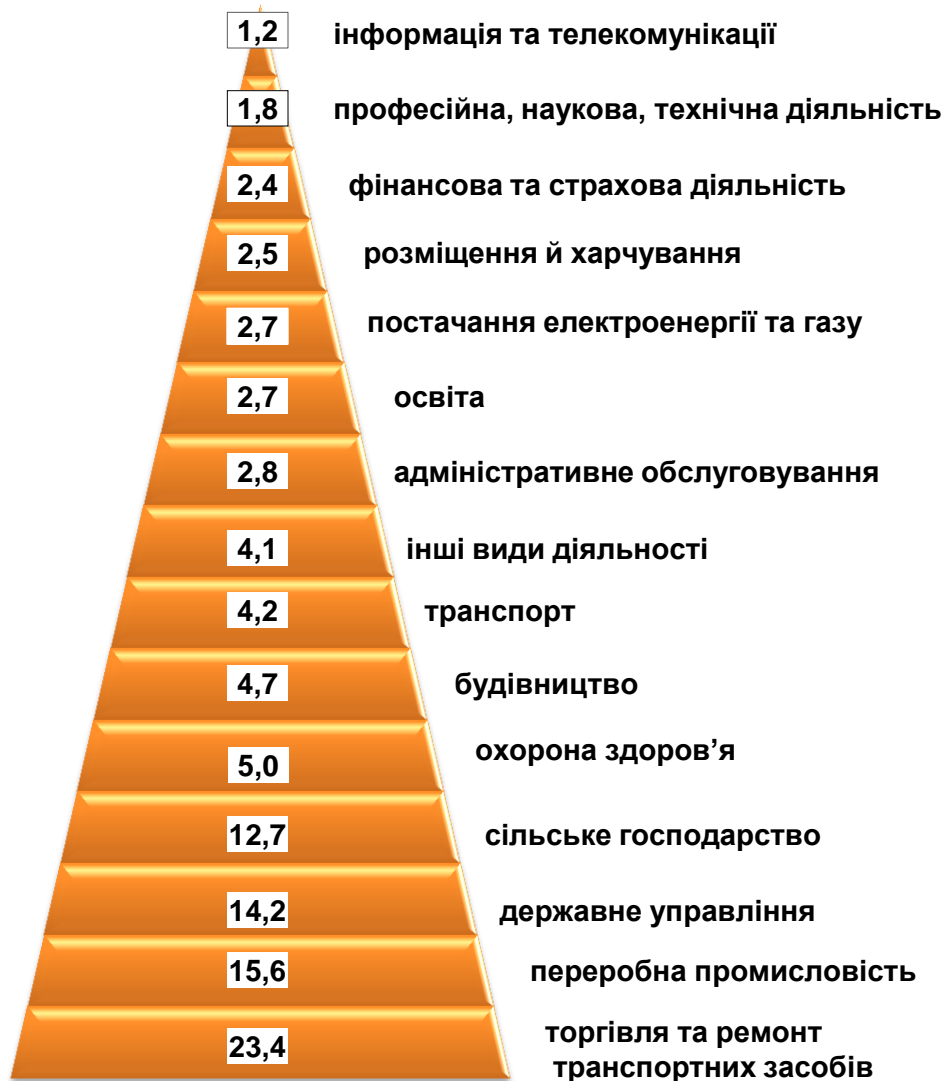 1,2 інформація та телекомунікації
1,8 професійна, наукова, технічна діяльність
2,4 фінансова та страхова діяльність
2,5 розміщення й харчування
2,7 постачання електроенергії та газу
2,7 освіта
2,8 адміністративне обслуговування
4,1 інші види діяльності
4,2 транспорт
4,7 будівництво
5,0 охорона здоров’я
12,7 сільське господарство
14,2 державне управління
15,6 переробна промисловість
23,4 торгівля та ремонт
транспортних засобів